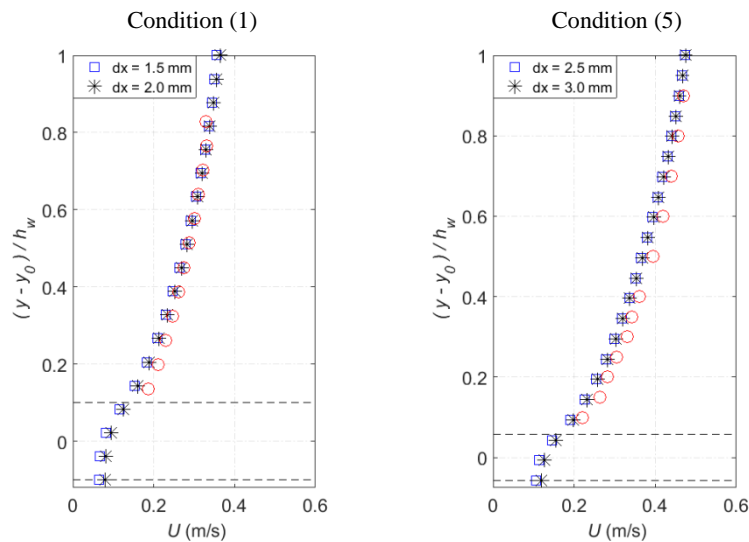 Condition (1)
1
0.8
0.6
0.4
0.2
0
0
0.2
0.4
0.6
(y - y0) / hw
U (m/s)
dx = 1.5 mm
dx = 2.0 mm
Condition (5)
1
0.8
0.6
0.4
0.2
0
0
0.2
0.4
0.6
(y - y0) / hw
U (m/s)
dx = 2.5 mm
dx = 3.0 mm